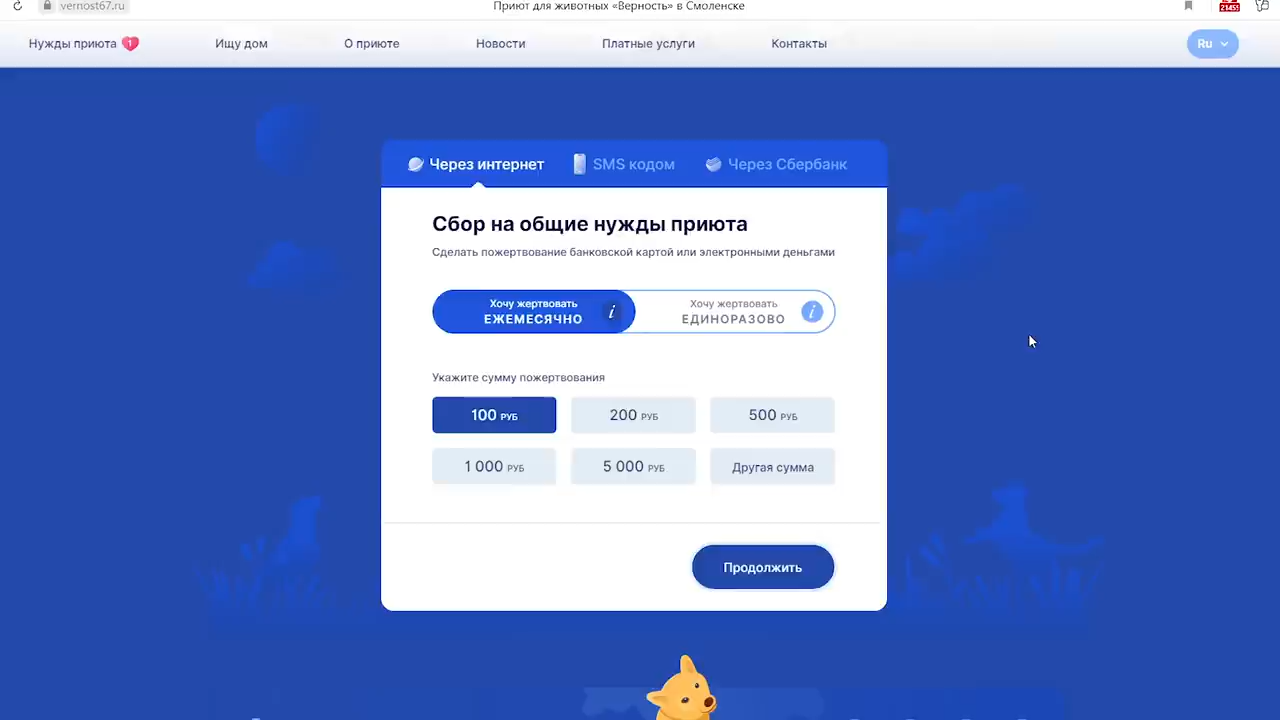 vernost67.ru
Приют для животных «Верность» в Смоленске
21455
Нужды приюта 1
Ищу дом
О приюте
Новости
Платные услуги
Контакты
Ru
Через интернет
SMS кодом
Через Сбербанк
Сбор на общие нужды приюта
Сделать пожертвование банковской картой или электронными деньгами
Хочу жертвовать
ЕЖЕМЕСЯЧНО
i
Хочу жертвовать
ЕДИНОРАЗОВО
i
Укажите сумму пожертвования
100 РУБ
200 РУБ
500 РУБ
1 000 РУБ
5 000 РУБ
Другая сумма
Продолжить